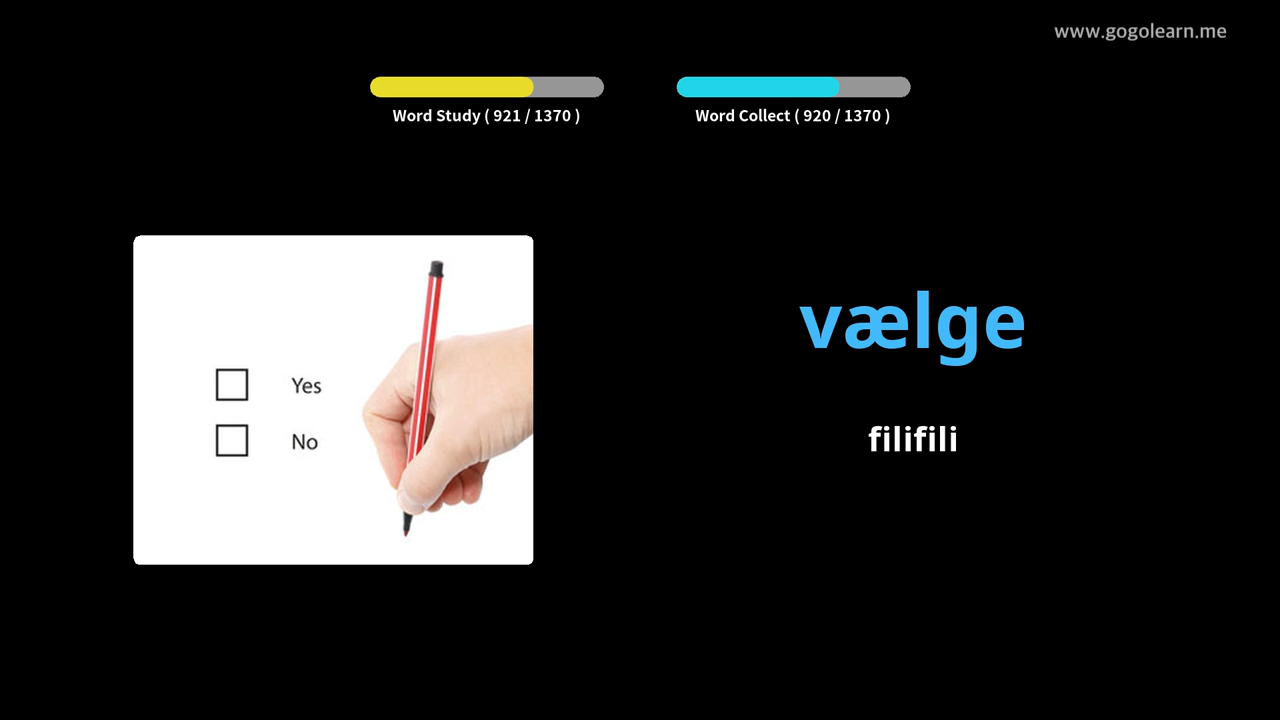 www.gogolearn.me
Word Study ( 921 / 1370 )
Word Collect ( 920 / 1370 )
Yes
No
vælge
filifili